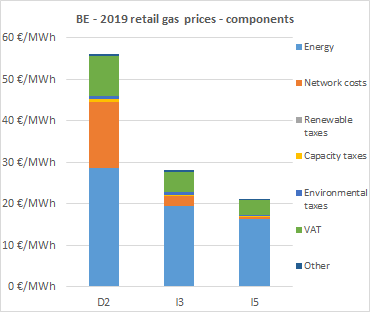 BE - 2019 retail gas prices - components
60 €/MWh
50 €/MWh
40 €/MWh
30 €/MWh
20 €/MWh
10 €/MWh
0 €/MWh
D2
I3
I5
Energy
Network costs
Renewable
taxes
Capacity taxes
Environmental
taxes
VAT
Other